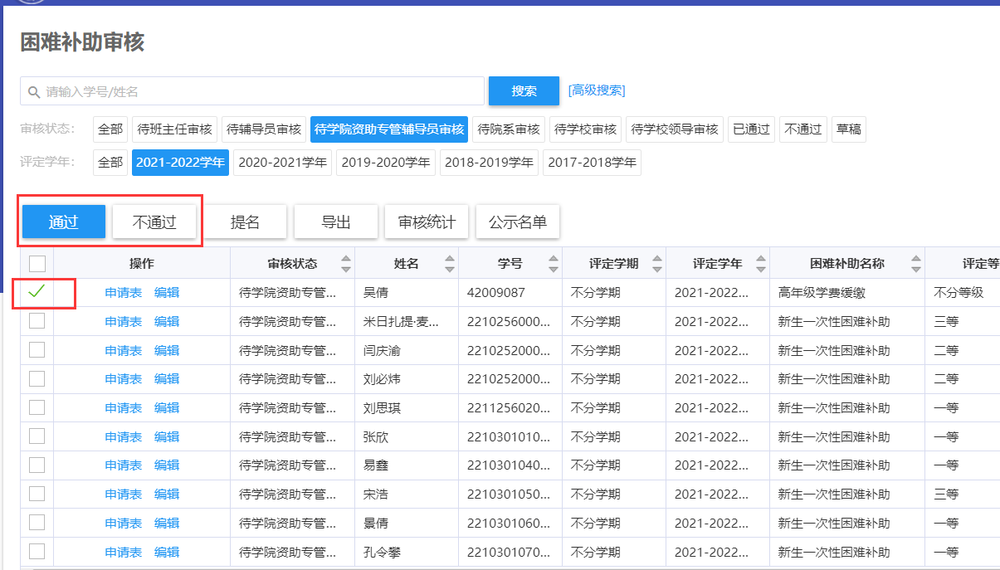 困难补助审核
请输入学号/姓名 搜索 [高级搜索]
审核状态: 全部 待班主任审核 待辅导员审核 待学院资助专管辅导员审核 待院系审核 待学校审核 待学校领导审核 已通过 不通过 草稿
评定学年: 全部 2021-2022学年 2020-2021学年 2019-2020学年 2018-2019学年 2017-2018学年
通过 不通过 提名 导出 审核统计 公示名单
操作 审核状态 姓名 学号 评定学期 评定学年 困难补助名称 评定等
申请表 编辑 待学院资助专管... 吴倩 42009087 不分学期 2021-2022... 高年级学费缓缴 不分等级
申请表 编辑 待学院资助专管... 米日扎提·麦... 2210256000... 不分学期 2021-2022... 新生一次性困难补助 三等
申请表 编辑 待学院资助专管... 闫庆渝 2210252000... 不分学期 2021-2022... 新生一次性困难补助 二等
申请表 编辑 待学院资助专管... 刘必炜 2210252000... 不分学期 2021-2022... 新生一次性困难补助 二等
申请表 编辑 待学院资助专管... 刘思琪 2211256020... 不分学期 2021-2022... 新生一次性困难补助 一等
申请表 编辑 待学院资助专管... 张欣 2210301010... 不分学期 2021-2022... 新生一次性困难补助 一等
申请表 编辑 待学院资助专管... 易鑫 2210301040... 不分学期 2021-2022... 新生一次性困难补助 一等
申请表 编辑 待学院资助专管... 宋浩 2210301050... 不分学期 2021-2022... 新生一次性困难补助 三等
申请表 编辑 待学院资助专管... 景倩 2210301060... 不分学期 2021-2022... 新生一次性困难补助 一等
申请表 编辑 待学院资助专管... 孔令攀 2210301070... 不分学期 2021-2022... 新生一次性困难补助 一等